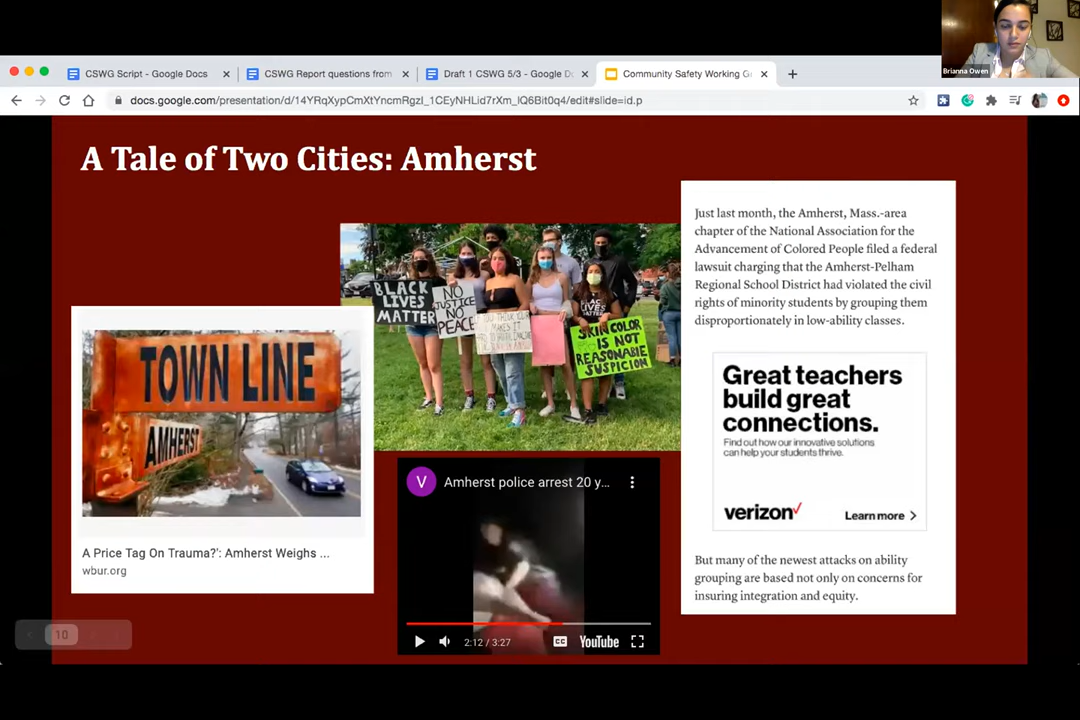 Brianna Owen
CSWG Script - Google Docs
CSWG Report questions from
Draft 1 CSWG 5/3 - Google Do
Community Safety Working Gr
docs.google.com/presentation/d/14YRqXypCmXtYncmRgzI_1CEyNHLid7rXm_IQ6Bit0q4/edit#slide=id.p
A Tale of Two Cities: Amherst
BLACK
LIVES
MATTER
NO
JUSTICE
NO
PEACE
BLACK
LIVES
MATTER
SKIN COLOR
IS NOT
REASONABLE
SUSPICION
TOWN LINE
AMHERST
A Price Tag On Trauma?': Amherst Weighs ...
wbur.org
V
Amherst police arrest 20 y...
2:12 / 3:27
CC
YouTube
Just last month, the Amherst, Mass.-area
chapter of the National Association for the
Advancement of Colored People filed a federal
lawsuit charging that the Amherst-Pelham
Regional School District had violated the civil
rights of minority students by grouping them
disproportionately in low-ability classes.
Great teachers
build great
connections.
Find out how our innovative solutions
can help your students thrive.
verizon
Learn more
But many of the newest attacks on ability
grouping are based not only on concerns for
insuring integration and equity.
10